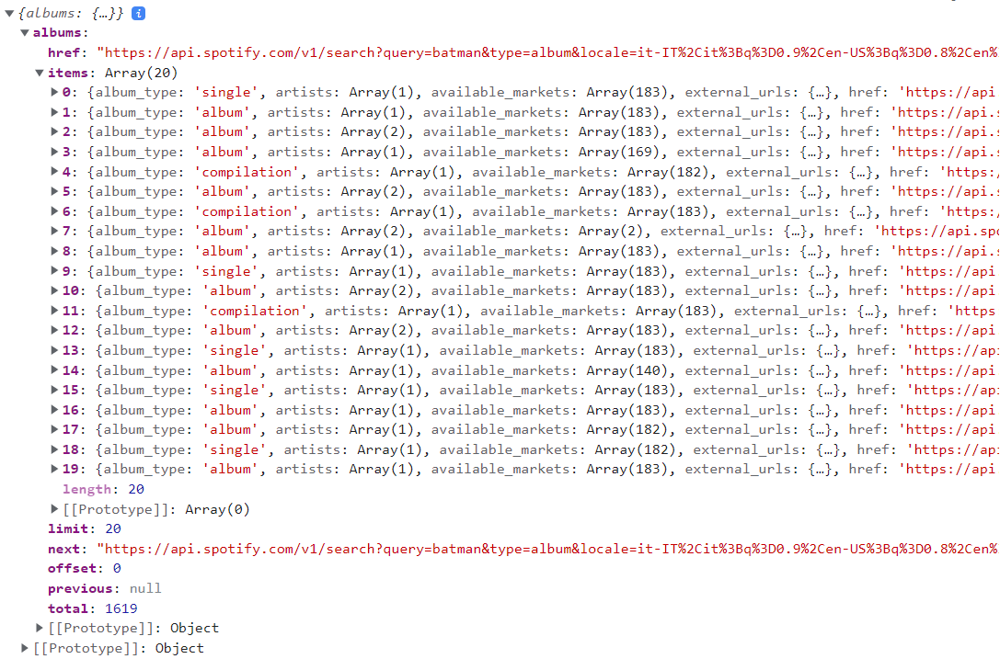 {albums: {…}} i
albums:
href: "https://api.spotify.com/v1/search?query=batman&type=album&locale=it-IT%2Cit%3Bq%3D0.9%2Cen-US%3Bq%3D0.8%2Cen%
items: Array(20)
0: {album_type: 'single', artists: Array(1), available_markets: Array(183), external_urls: {…}, href: 'https://api
1: {album_type: 'album', artists: Array(1), available_markets: Array(183), external_urls: {…}, href: 'https://api.s
2: {album_type: 'album', artists: Array(2), available_markets: Array(183), external_urls: {…}, href: 'https://api.s
3: {album_type: 'album', artists: Array(1), available_markets: Array(169), external_urls: {…}, href: 'https://api.s
4: {album_type: 'compilation', artists: Array(1), available_markets: Array(182), external_urls: {…}, href: 'https:/
5: {album_type: 'album', artists: Array(2), available_markets: Array(183), external_urls: {…}, href: 'https://api.s
6: {album_type: 'compilation', artists: Array(1), available_markets: Array(183), external_urls: {…}, href: 'https:/
7: {album_type: 'album', artists: Array(2), available_markets: Array(2), external_urls: {…}, href: 'https://api.spo
8: {album_type: 'album', artists: Array(1), available_markets: Array(183), external_urls: {…}, href: 'https://api.s
9: {album_type: 'single', artists: Array(1), available_markets: Array(183), external_urls: {…}, href: 'https://api
10: {album_type: 'album', artists: Array(2), available_markets: Array(183), external_urls: {…}, href: 'https://api
11: {album_type: 'compilation', artists: Array(1), available_markets: Array(183), external_urls: {…}, href: 'https
12: {album_type: 'album', artists: Array(2), available_markets: Array(183), external_urls: {…}, href: 'https://api
13: {album_type: 'single', artists: Array(1), available_markets: Array(183), external_urls: {…}, href: 'https://api
14: {album_type: 'album', artists: Array(1), available_markets: Array(140), external_urls: {…}, href: 'https://api
15: {album_type: 'single', artists: Array(1), available_markets: Array(183), external_urls: {…}, href: 'https://api
16: {album_type: 'album', artists: Array(1), available_markets: Array(183), external_urls: {…}, href: 'https://api
17: {album_type: 'album', artists: Array(1), available_markets: Array(182), external_urls: {…}, href: 'https://api
18: {album_type: 'single', artists: Array(1), available_markets: Array(182), external_urls: {…}, href: 'https://api
19: {album_type: 'album', artists: Array(1), available_markets: Array(183), external_urls: {…}, href: 'https://api
length: 20
[[Prototype]]: Array(0)
limit: 20
next: "https://api.spotify.com/v1/search?query=batman&type=album&locale=it-IT%2Cit%3Bq%3D0.9%2Cen-US%3Bq%3D0.8%2Cen%
offset: 0
previous: null
total: 1619
[[Prototype]]: Object
[[Prototype]]: Object